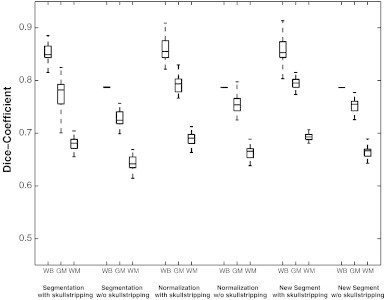 0.9
0.8
0.7
0.6
0.5
Dice–Coefficient
WB GM WM WB GM WM WB GM WM WB GM WM WB GM WM WB GM WM
Segmentation Segmentation Normalization Normalization New Segment New Segment
with skullstripping w/o skullstripping with skullstripping w/o skullstripping with skullstripping w/o skullstripping